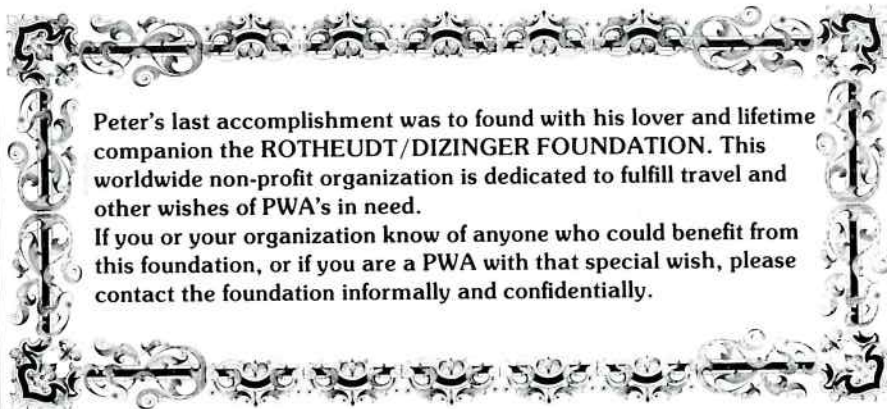 Peter's last accomplishment was to found with his lover and lifetime
companion the ROTHEUDT/DIZINGER FOUNDATION. This
worldwide non-profit organization is dedicated to fulfill travel and
other wishes of PWA's in need.
If you or your organization know of anyone who could benefit from
this foundation, or if you are a PWA with that special wish, please
contact the foundation informally and confidentially.